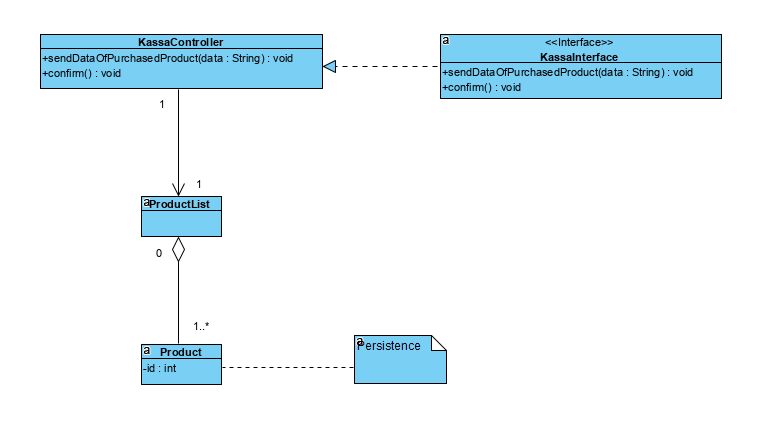 KassaController
+sendDataOfPurchasedProduct(data : String) : void
+confirm() : void
a
<<Interface>>
KassaInterface
+sendDataOfPurchasedProduct(data : String) : void
+confirm() : void
1
1
a
ProductList
0
1..*
a
Product
-id : int
a
Persistence